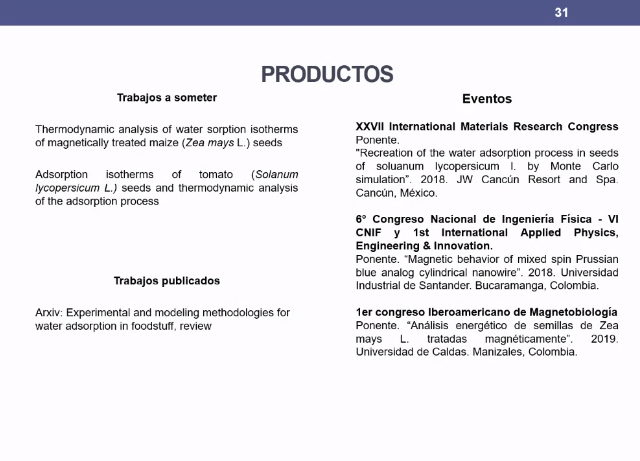 31
PRODUCTOS
Trabajos a someter
Thermodynamic analysis of water sorption isotherms
of magnetically treated maize (Zea mays L.) seeds
Adsorption isotherms of tomato (Solanum
lycopersicum L.) seeds and thermodynamic analysis
of the adsorption process
Trabajos publicados
Arxiv: Experimental and modeling methodologies for
water adsorption in foodstuff, review
Eventos
XXVII International Materials Research Congress
Ponente.
"Recreation of the water adsorption process in seeds
of soluanum lycopersicum l. by Monte Carlo
simulation”. 2018. JW Cancún Resort and Spa.
Cancún, México.
6° Congreso Nacional de Ingeniería Física - VI
CNIF y 1st International Applied Physics,
Engineering & Innovation.
Ponente. “Magnetic behavior of mixed spin Prussian
blue analog cylindrical nanowire”. 2018. Universidad
Industrial de Santander. Bucaramanga, Colombia.
1er congreso Iberoamericano de Magnetobiología
Ponente. “Análisis energético de semillas de Zea
mays L. tratadas magnéticamente”. 2019.
Universidad de Caldas. Manizales, Colombia.